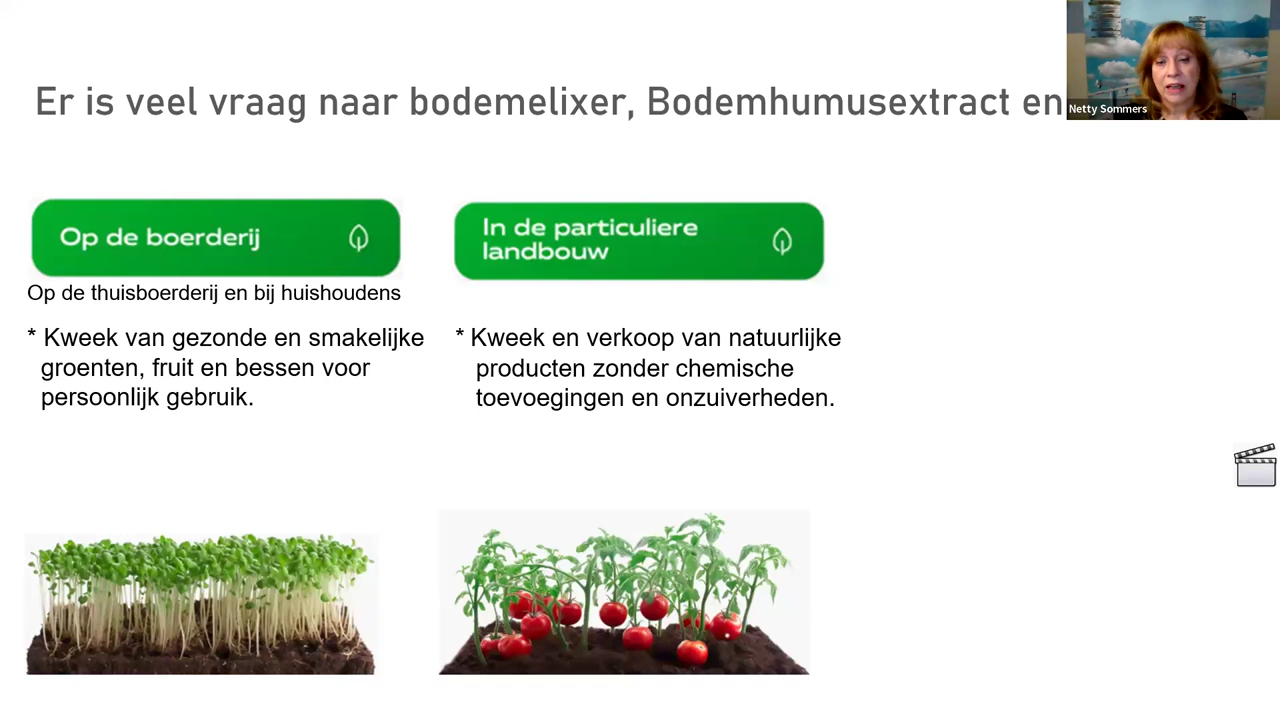 Er is veel vraag naar bodemelixer, Bodemhumusextract en
Netty Sommers
Op de boerderij
Op de thuisboerderij en bij huishoudens
* Kweek van gezonde en smakelijke
groenten, fruit en bessen voor
persoonlijk gebruik.
In de particuliere
landbouw
* Kweek en verkoop van natuurlijke
producten zonder chemische
toevoegingen en onzuiverheden.